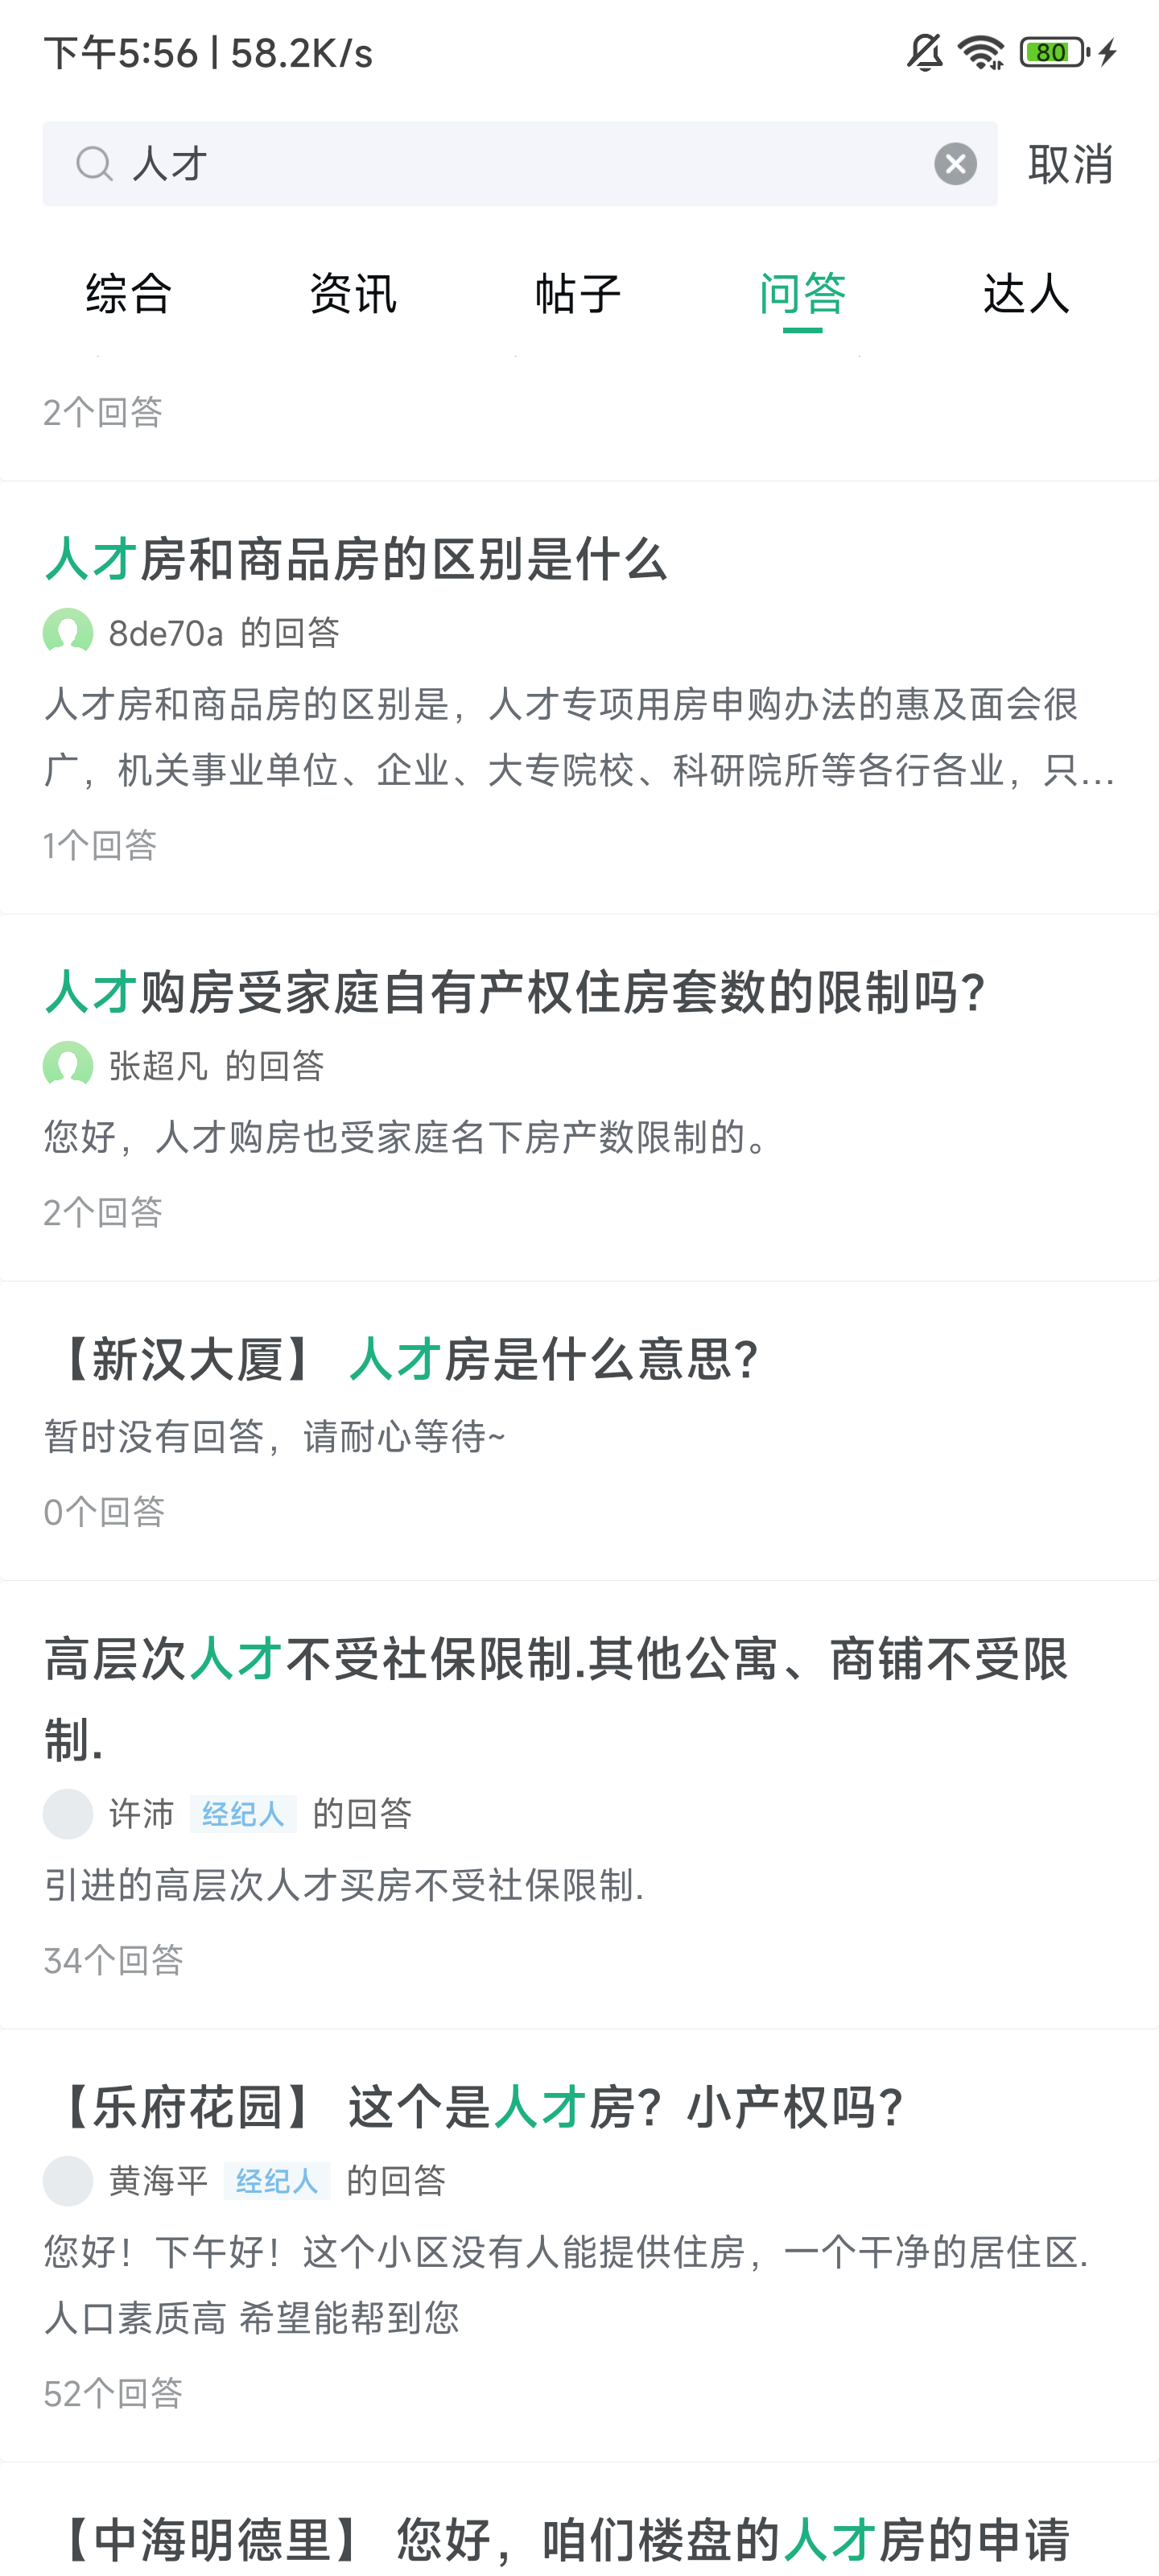 下午5:56 | 58.2K/s
80
人才
取消
综合 资讯 帖子 问答 达人
2个回答
人才房和商品房的区别是什么
8de70a 的回答
人才房和商品房的区别是，人才专项用房申购办法的惠及面会很
广，机关事业单位、企业、大专院校、科研院所等各行各业，只...
1个回答
人才购房受家庭自有产权住房套数的限制吗？
张超凡 的回答
您好，人才购房也受家庭名下房产数限制的。
2个回答
【新汉大厦】 人才房是什么意思？
暂时没有回答，请耐心等待~
0个回答
高层次人才不受社保限制.其他公寓、商铺不受限
制.
许沛 经纪人 的回答
引进的高层次人才买房不受社保限制.
34个回答
【乐府花园】 这个是人才房？小产权吗？
黄海平 经纪人 的回答
您好！下午好！这个小区没有人能提供住房，一个干净的居住区.
人口素质高 希望能帮到您
52个回答
【中海明德里】 您好，咱们楼盘的人才房的申请